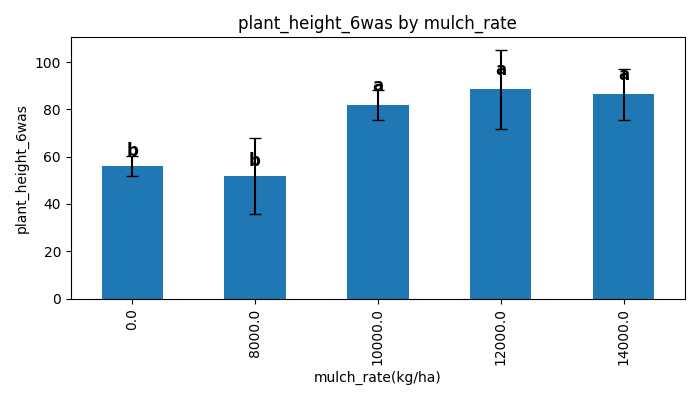 plant_height_6was by mulch_rate
plant_height_6was
100
80
60
40
20
0
b
b
a
a
a
0.0
8000.0
10000.0
12000.0
14000.0
mulch_rate(kg/ha)